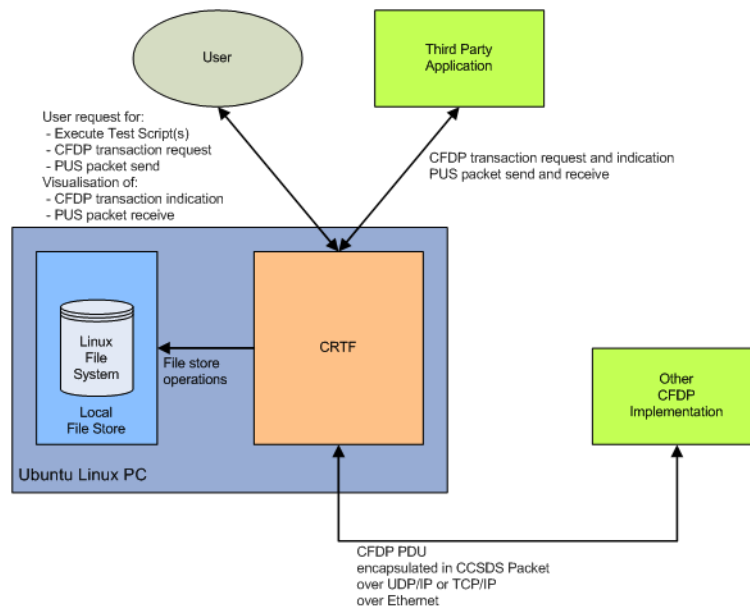 User
Third Party
Application
User request for:
- Execute Test Script(s)
- CFDP transaction request
- PUS packet send
Visualisation of:
- CFDP transaction indication
- PUS packet receive
CFDP transaction request and indication
PUS packet send and receive
Linux
File
System
Local
File Store
File store
operations
CRTF
Other
CFDP
Implementation
Ubuntu Linux PC
CFDP PDU
encapsulated in CCSDS Packet
over UDP/IP or TCP/IP
over Ethernet